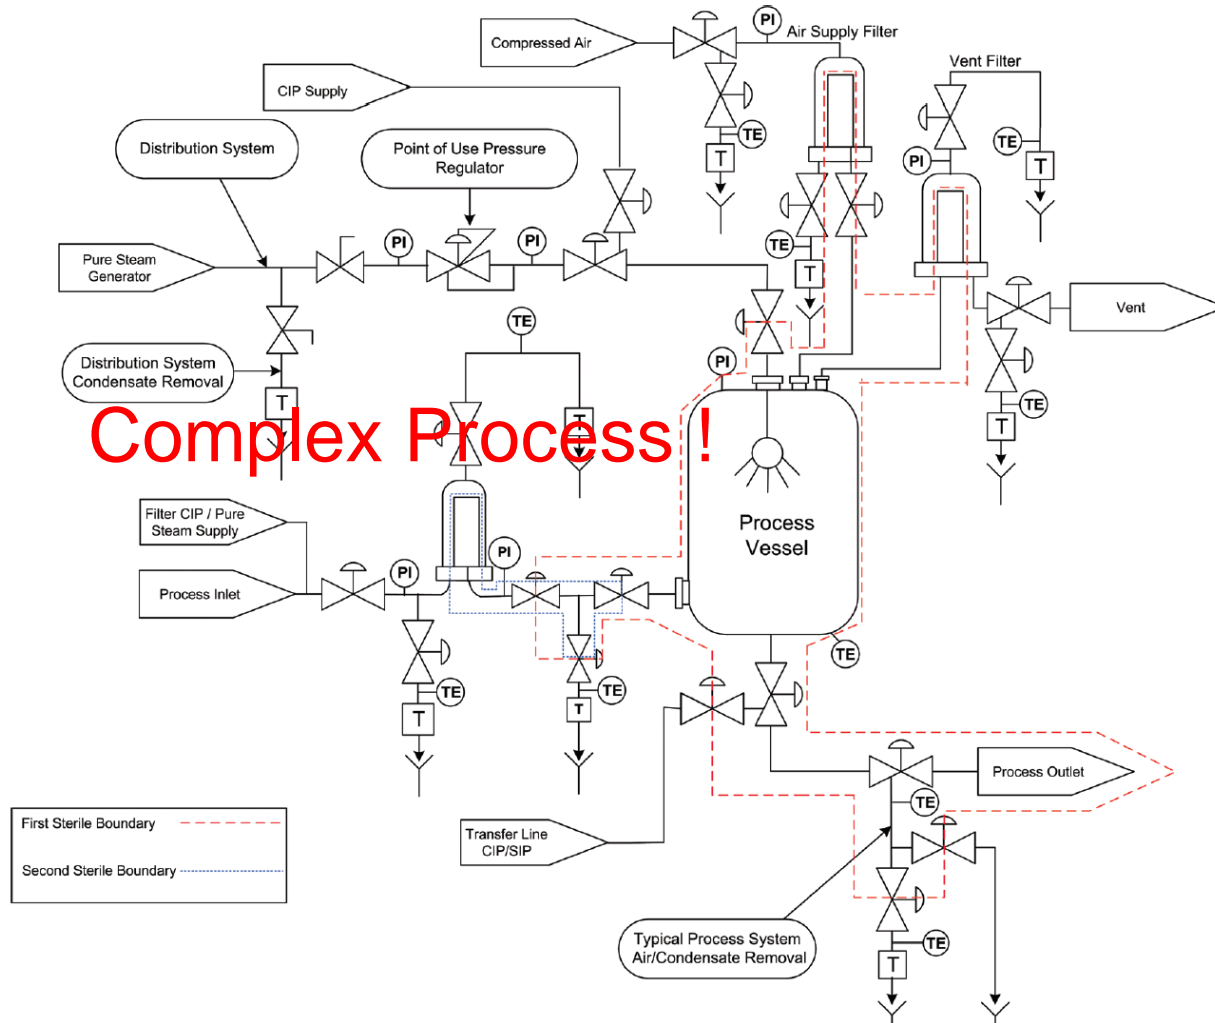 PI
Compressed Air
Air Supply Filter
Vent Filter
CIP Supply
TE
T
TE
T
PI
Distribution System
Point of Use Pressure
Regulator
PI
PI
Pure Steam
Generator
TE
T
TE
Vent
Distribution System
Condensate Removal
PI
T
T
TE
T
Complex Process !
Filter CIP / Pure
Steam Supply
Process
Vessel
PI
PI
Process Inlet
TE
TE
T
TE
T
Process Outlet
TE
First Sterile Boundary
Transfer Line
CIP/SIP
Second Sterile Boundary
Typical Process System
Air/Condensate Removal
TE
T